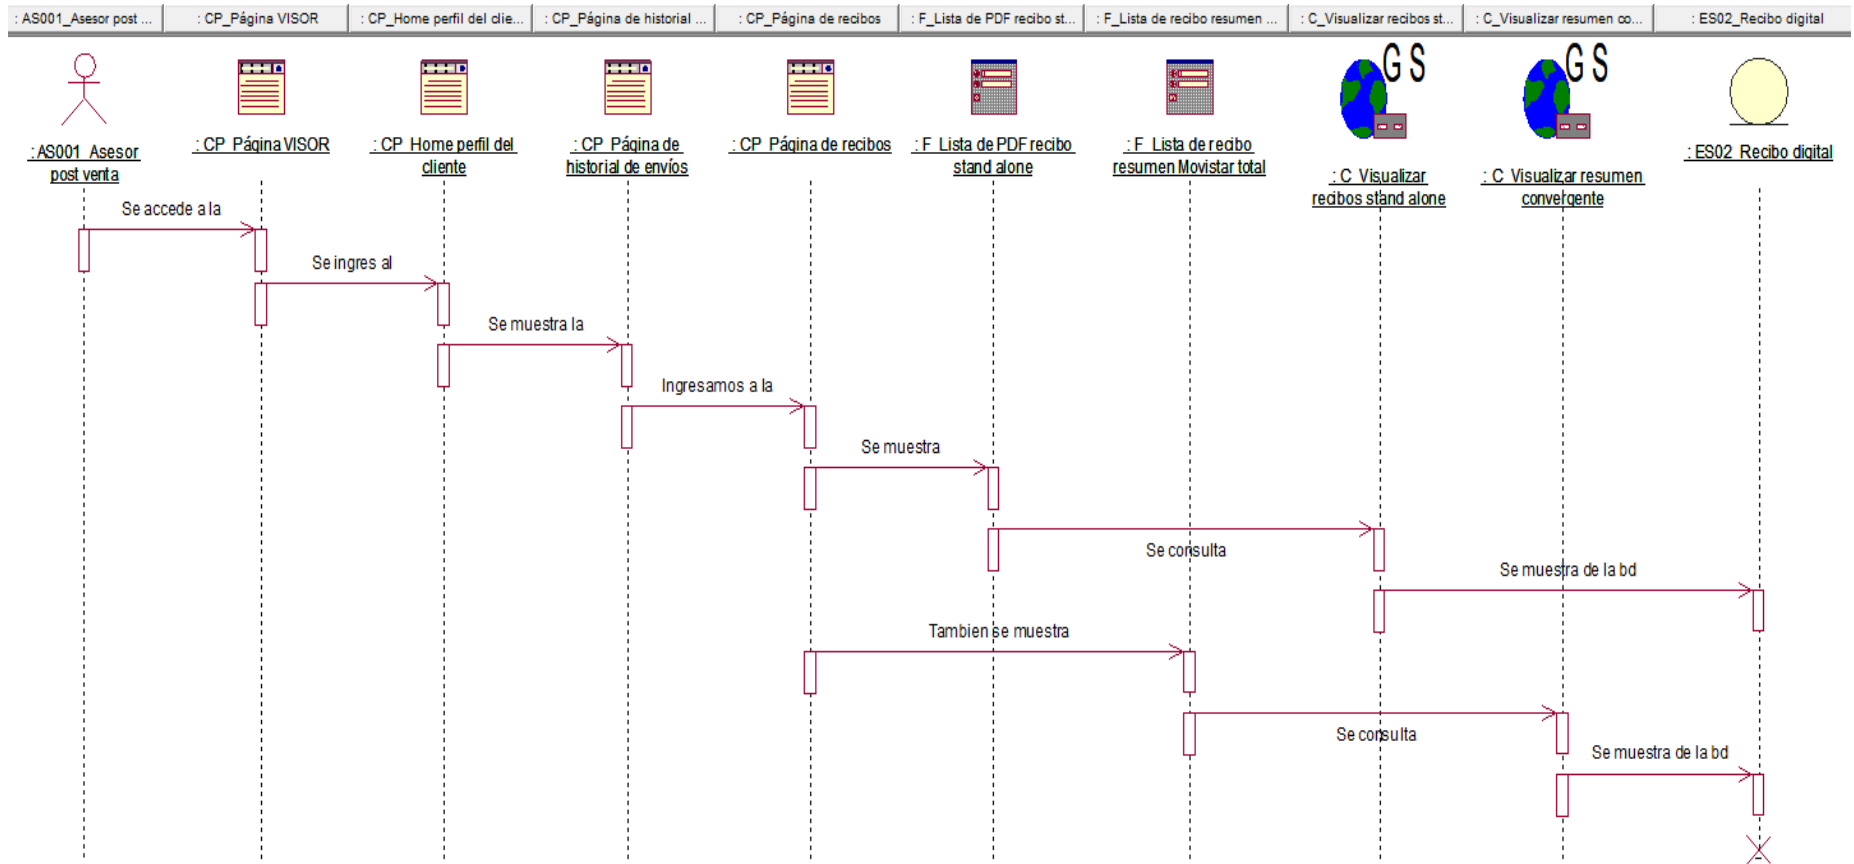 : AS001_Asesor post ...
: CP_Página VISOR
: CP_Home perfil del clie...
: CP_Página de historial ...
: CP_Página de recibos
: F_Lista de PDF recibo st...
: F_Lista de recibo resumen ...
: C_Visualizar recibos st...
: C_Visualizar resumen co...
: ES02_Recibo digital
G S
G S
: AS001_Asesor
post venta
: CP_Página VISOR
: CP_Home perfil del
cliente
: CP_Página de
historial de envíos
: CP_Página de recibos
: F_Lista de PDF recibo
stand alone
: F_Lista de recibo
resumen Movistar total
: C_Visualizar
recibos stand alone
: C_Visualizar resumen
convergente
: ES02_Recibo digital
Se accede a la
Se ingres al
Se muestra la
Ingresamos a la
Se muestra
Se consulta
Se muestra de la bd
Tambien se muestra
Se consulta
Se muestra de la bd